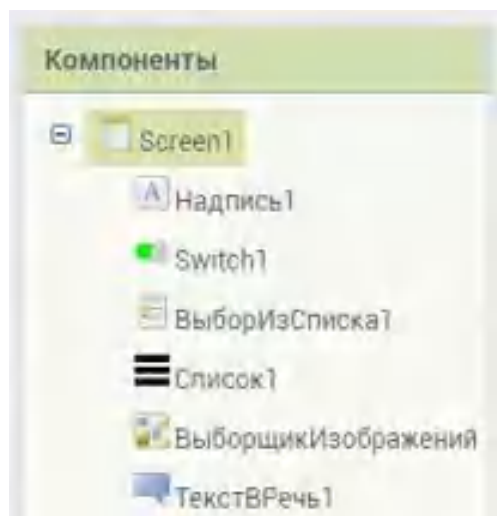 Компоненты
Screen1
Надпись1
Switch1
ВыборИзСписка1
Список1
ВыборщикИзображений
ТекстВРечь1